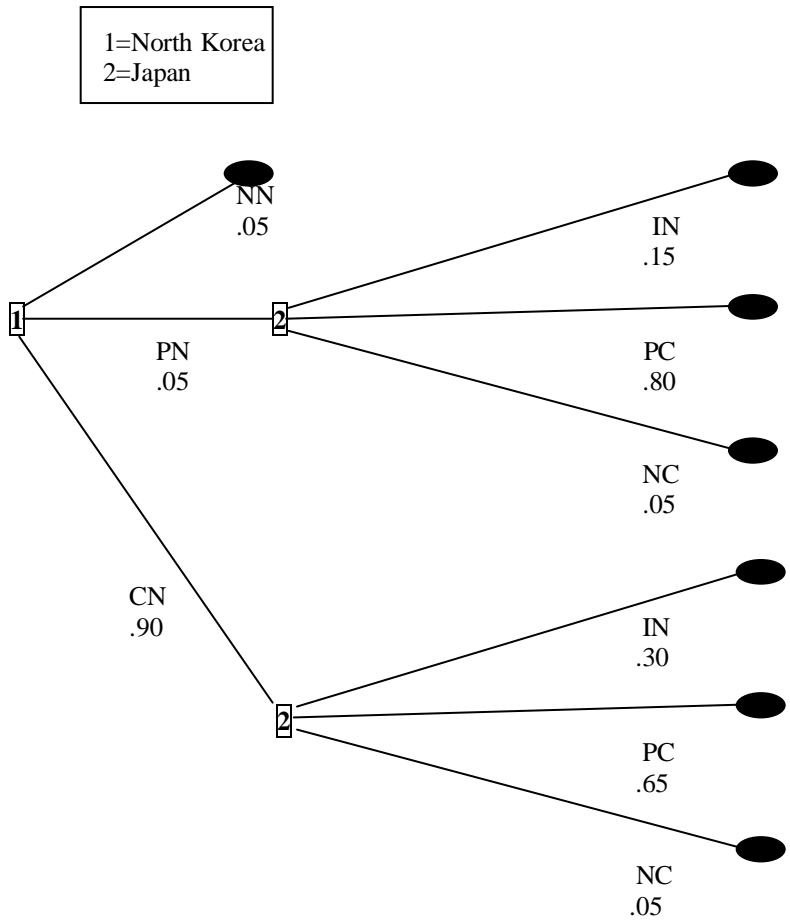 1=North Korea
2=Japan
NN
.05
IN
.15
1
2
PN
.05
PC
.80
NC
.05
CN
.90
IN
.30
2
PC
.65
NC
.05